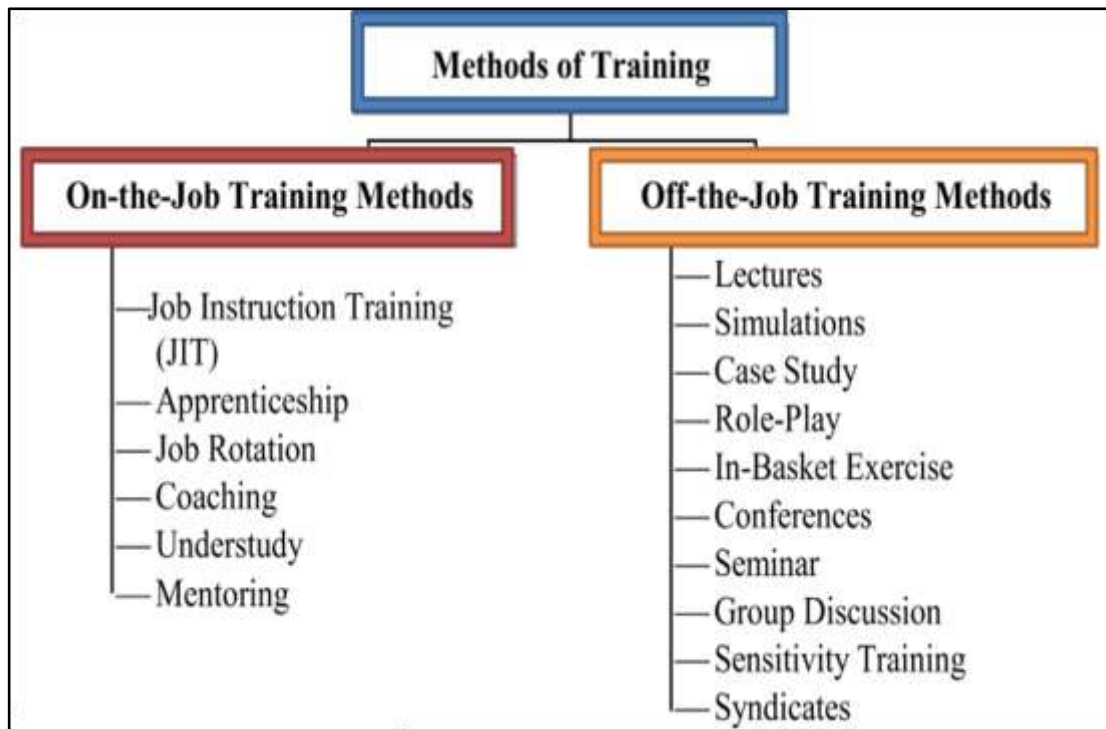 Methods of Training
On-the-Job Training Methods
Job Instruction Training
(JIT)
Apprenticeship
Job Rotation
Coaching
Understudy
Mentoring
Off-the-Job Training Methods
Lectures
Simulations
Case Study
Role-Play
In-Basket Exercise
Conferences
Seminar
Group Discussion
Sensitivity Training
Syndicates